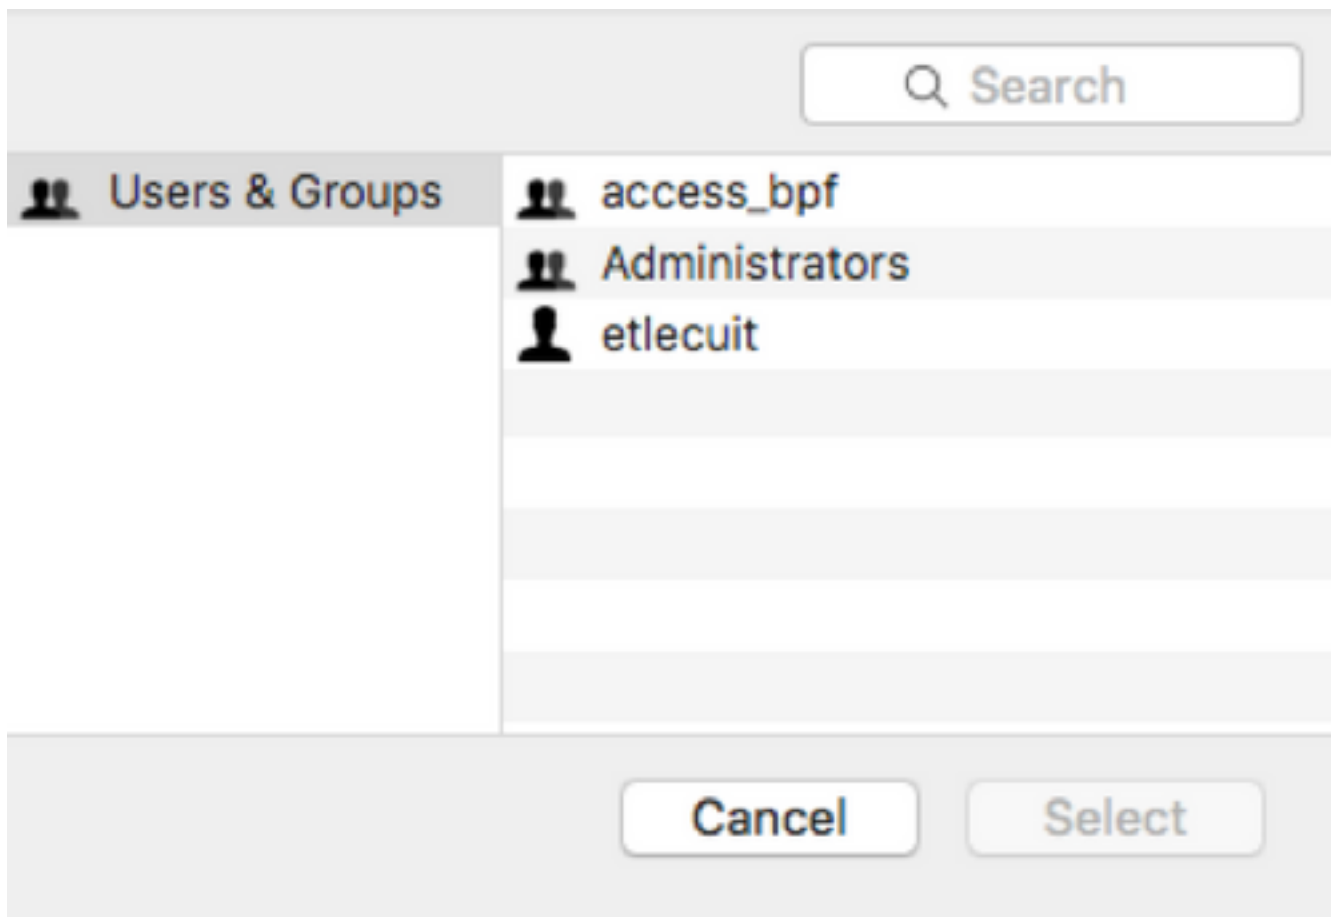 Search
Users & Groups
access_bpf
Administrators
etlecuit
Cancel
Select